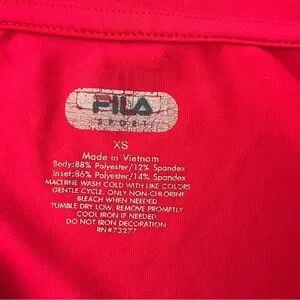 FILA
SPORT
XS
Made in Vietnam
Body: 88% Polyester/12% Spandex
Inset: 86% Polyester/14% Spandex
MACHINE WASH COLD WITH LIKE COLORS
GENTLE CYCLE, ONLY NON-CHLORINE
BLEACH WHEN NEEDED.
TUMBLE DRY LOW. REMOVE PROMPTLY
COOL IRON IF NEEDED
DO NOT IRON DECORATION
RN#73277